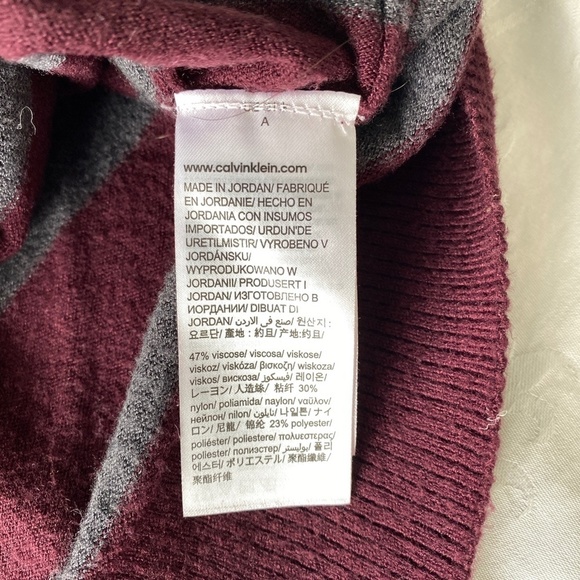 A
www.calvinklein.com
MADE IN JORDAN/ FABRIQUÉ
EN JORDANIE/ HECHO EN
JORDANIA CON INSUMOS
IMPORTADOS/ URDUN'DE
URETILMISTIR/ VYROBENO V
JORDÁNSKU/
WYPRODUKOWANO W
JORDANII/ PRODUSERT I
JORDAN/ ИЗГОТОВЛЕНО В
ИОРДАНИИ/ DIBUAT DI
JORDAN/ صنع في الاردن/ 원산지 :
요르단/ 產地 : 約旦/ 产地:约旦/
47% viscose/ viscosa/ viskose/
viskoz/ viskóza/ βισκοζη/ wiskoza/
viskos/ вискоза/ فيسكوز/ 레이온/
レーヨン/ 人造絲/ 粘纤 30%
nylon/ poliamida/ naylon/ ναϋλον/
нейлон/ nilon/ نايلون/ 나일론/ ナイ
ロン/ 尼龍/ 锦纶 23% polyester/
poliéster/ poliestere/ πολυεστερας/
poliester/ полиэстер/ بوليستر/ 폴리
에스터/ ポリエステル/ 聚酯纖維/
聚酯纤维